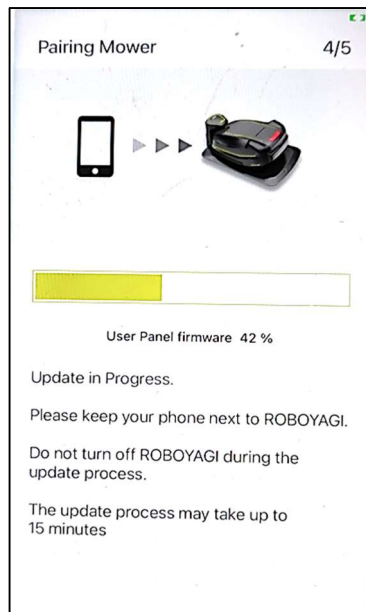 Pairing Mower 4/5
User Panel firmware 42 %
Update in Progress.
Please keep your phone next to ROBOYAGI.
Do not turn off ROBOYAGI during the
update process.
The update process may take up to
15 minutes